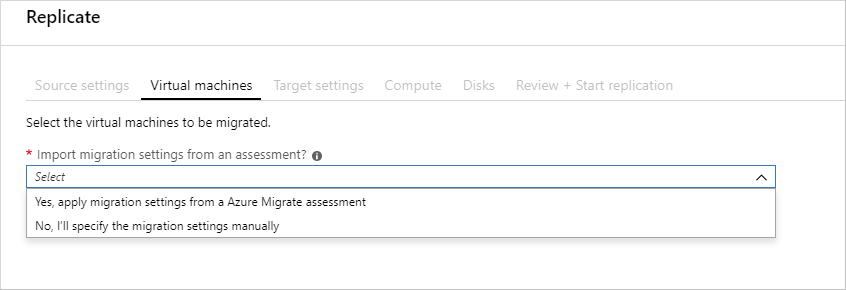 Replicate
Source settings Virtual machines Target settings Compute Disks Review + Start replication
Select the virtual machines to be migrated.
* Import migration settings from an assessment?
Select
Yes, apply migration settings from a Azure Migrate assessment
No, I'll specify the migration settings manually